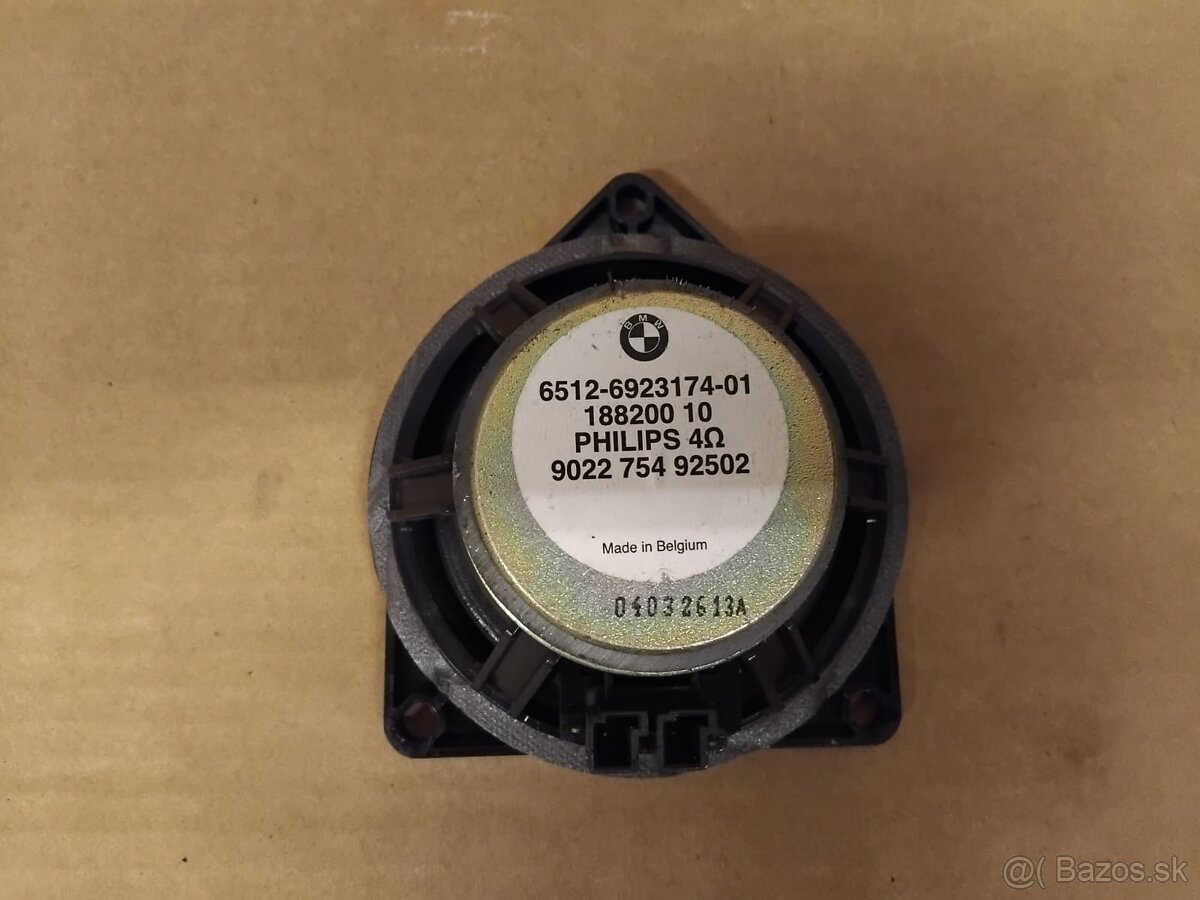 BMW
6512-6923174-01
188200 10
PHILIPS 4Ω
9022 754 92502
Made in Belgium
04032613A
@( Bazos.sk